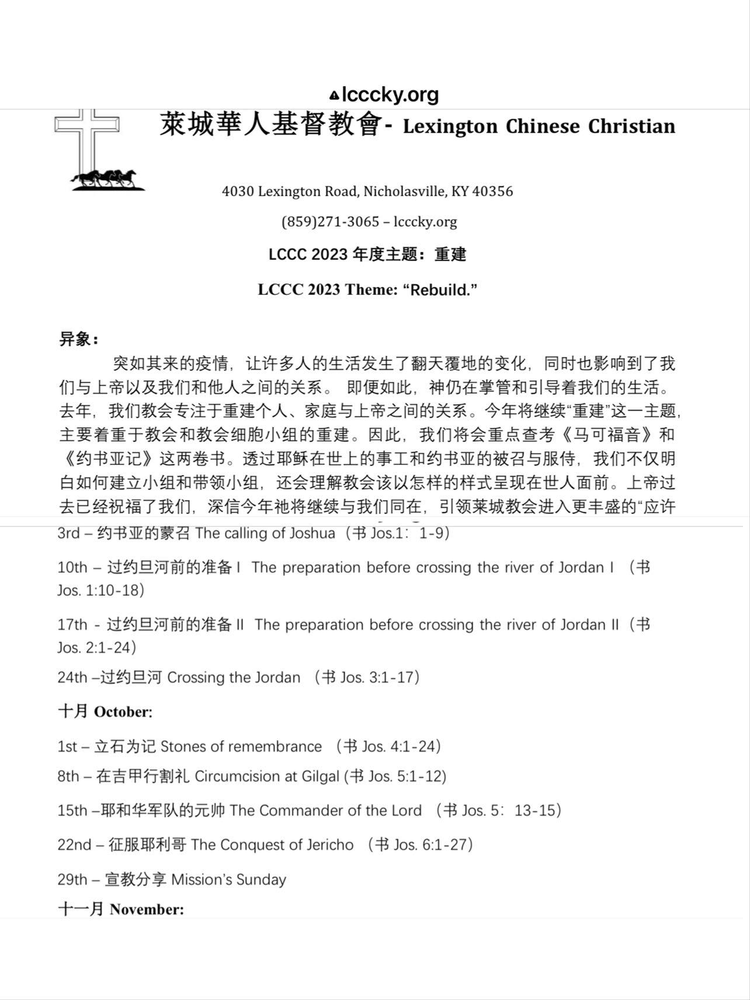 lcccky.org
萊城華人基督教會- Lexington Chinese Christian
4030 Lexington Road, Nicholasville, KY 40356
(859)271-3065 – lcccky.org
LCCC 2023 年度主题：重建
LCCC 2023 Theme: “Rebuild.”
异象：
突如其来的疫情，让许多人的生活发生了翻天覆地的变化，同时也影响到了我
们与上帝以及我们和他人之间的关系。 即便如此，神仍在掌管和引导着我们的生活。
去年，我们教会专注于重建个人、家庭与上帝之间的关系。今年将继续“重建”这一主题，
主要着重于教会和教会细胞小组的重建。因此，我们将会重点查考《马可福音》和
《约书亚记》这两卷书。透过耶稣在世上的事工和约书亚的被召与服侍，我们不仅明
白如何建立小组和带领小组，还会理解教会该以怎样的样式呈现在世人面前。上帝过
去已经祝福了我们，深信今年祂将继续与我们同在，引领莱城教会进入更丰盛的“应许
3rd – 约书亚的蒙召 The calling of Joshua（书 Jos.1：1-9）
10th – 过约旦河前的准备 I The preparation before crossing the river of Jordan I （书
Jos. 1:10-18）
17th - 过约旦河前的准备 II The preparation before crossing the river of Jordan II（书
Jos. 2:1-24）
24th –过约旦河 Crossing the Jordan （书 Jos. 3:1-17）
十月 October:
1st – 立石为记 Stones of remembrance （书 Jos. 4:1-24）
8th – 在吉甲行割礼 Circumcision at Gilgal (书 Jos. 5:1-12)
15th –耶和华军队的元帅 The Commander of the Lord （书 Jos. 5：13-15）
22nd – 征服耶利哥 The Conquest of Jericho （书 Jos. 6:1-27）
29th – 宣教分享 Mission’s Sunday
十一月 November: